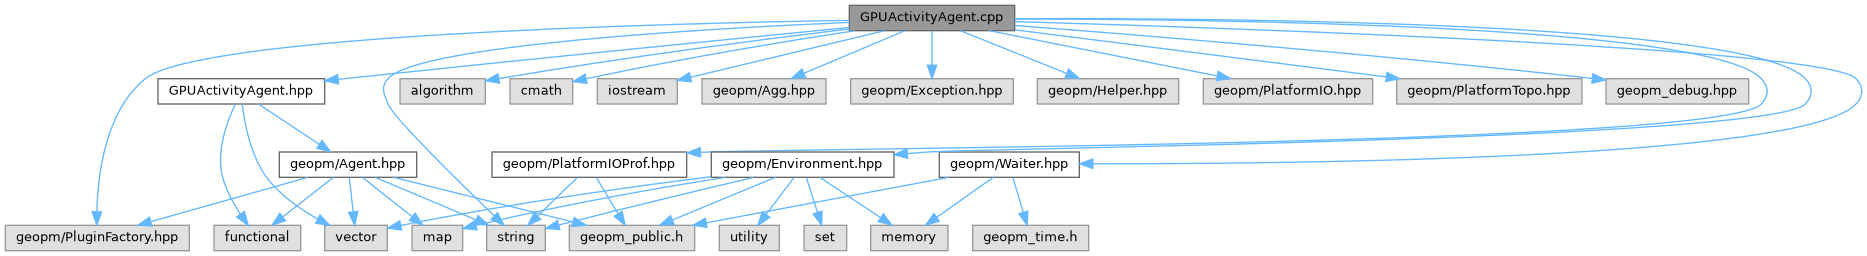 GPUActivityAgent.cpp
GPUActivityAgent.hpp
algorithm
cmath
iostream
geopm/Agg.hpp
geopm/Exception.hpp
geopm/Helper.hpp
geopm/PlatformIO.hpp
geopm/PlatformTopo.hpp
geopm_debug.hpp
geopm/Agent.hpp
geopm/PlatformIOProf.hpp
geopm/Environment.hpp
geopm/Waiter.hpp
geopm/PluginFactory.hpp
functional
vector
map
string
geopm_public.h
utility
set
memory
geopm_time.h